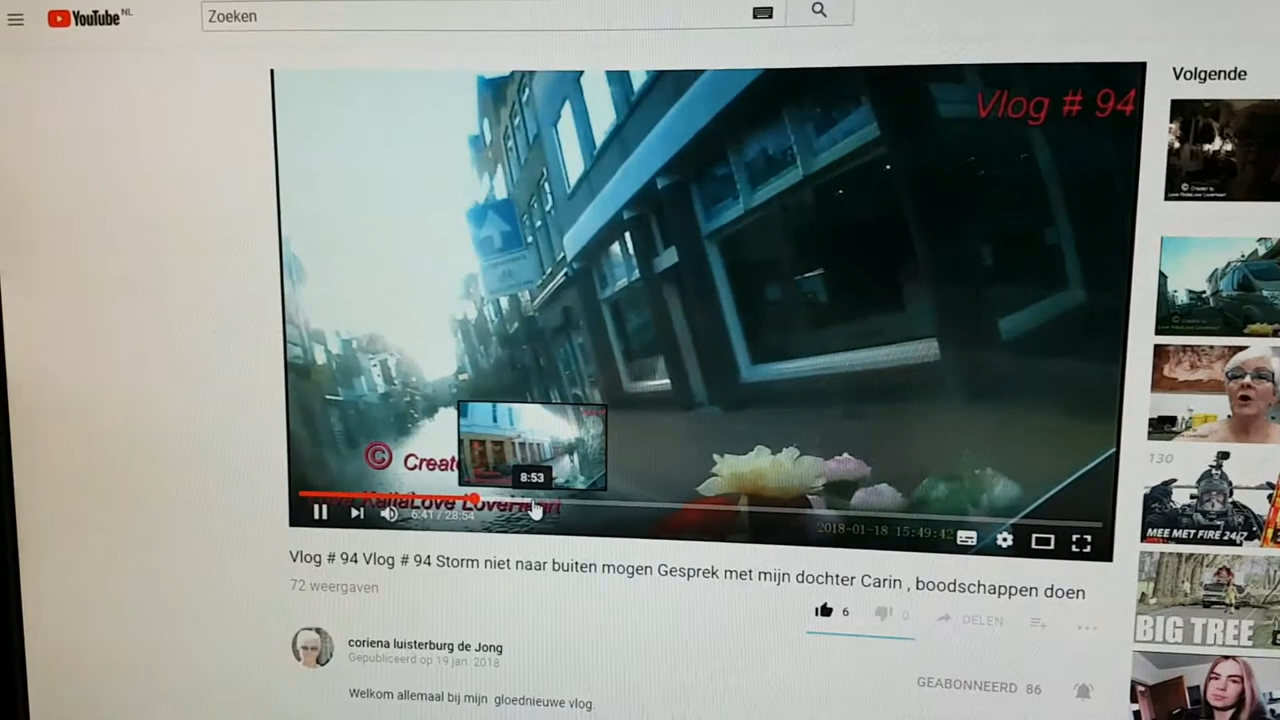 YouTube NL
Zoeken
Volgende
Vlog # 94
© Created by
8:53
LoveHeart
6:41 / 28:54
2018-01-18 15:49:42
130
MEE MET FIRE 24/7
BIG TREE
Vlog # 94 Vlog # 94 Storm niet naar buiten mogen Gesprek met mijn dochter Carin , boodschappen doen
72 weergaven
6
0
DELEN
coriena luisterburg de Jong
Gepubliceerd op 19 jan. 2018
GEABONNEERD 86
Welkom allemaal bij mijn gloednieuwe vlog.